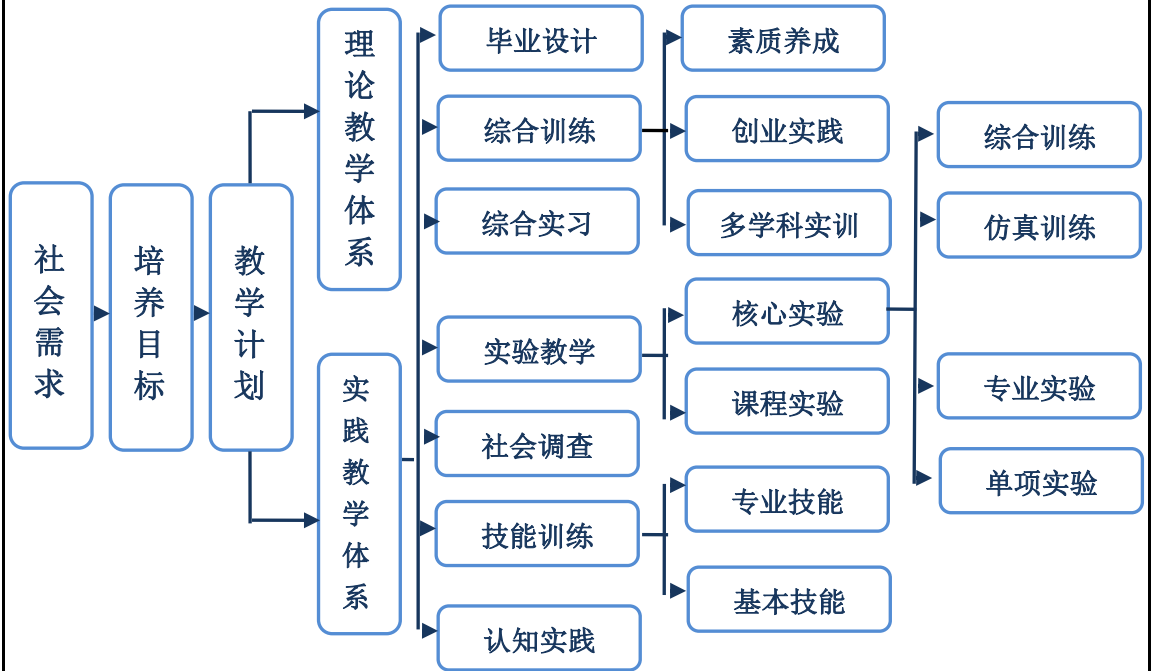 社会需求
培养目标
教学计划
理论教学体系
实践教学体系
毕业设计
综合训练
综合实习
实验教学
社会调查
技能训练
认知实践
素质养成
创业实践
多学科实训
核心实验
课程实验
专业技能
基本技能
综合训练
仿真训练
专业实验
单项实验